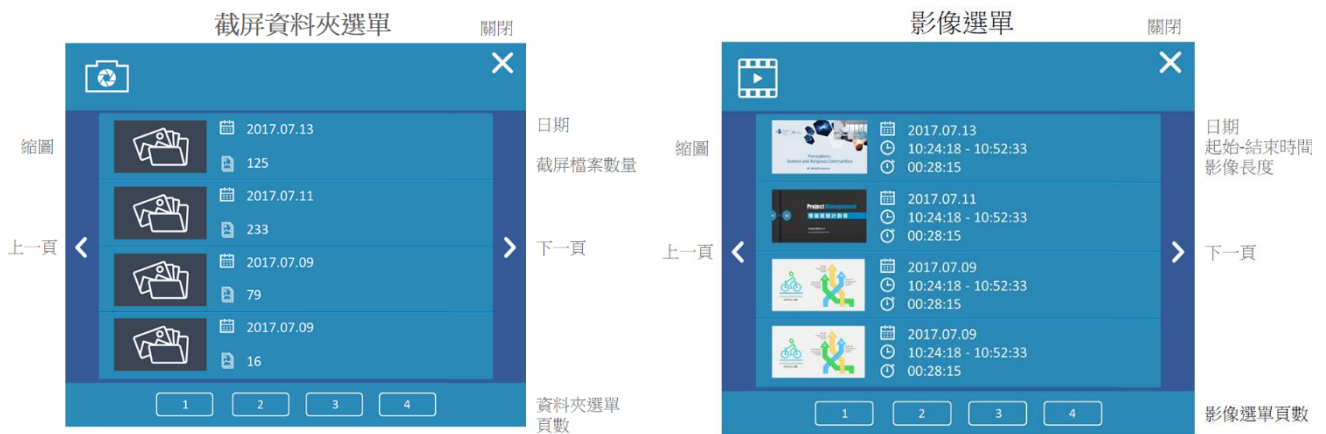 截屏資料夾選單
關閉
縮圖
2017.07.13
日期
125
截屏檔案數量
2017.07.11
233
上一頁
下一頁
2017.07.09
79
2017.07.09
16
1 2 3 4
資料夾選單
頁數
影像選單
關閉
縮圖
2017.07.13
10:24:18 - 10:52:33
00:28:15
日期
起始-結束時間
影像長度
Project Management
2017.07.11
10:24:18 - 10:52:33
00:28:15
上一頁
下一頁
2017.07.09
10:24:18 - 10:52:33
00:28:15
2017.07.09
10:24:18 - 10:52:33
00:28:15
1 2 3 4
影像選單頁數